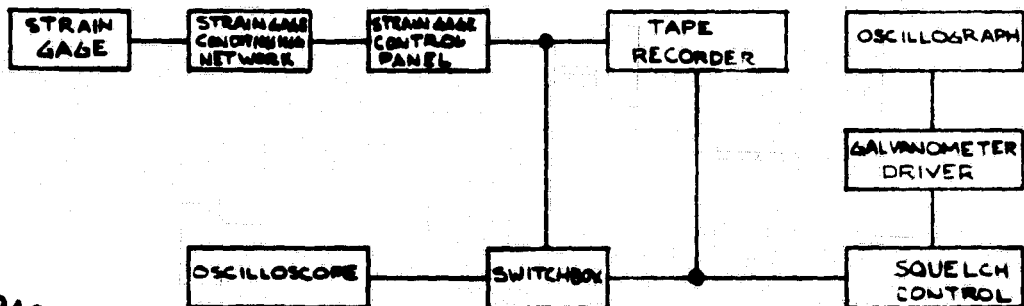 STRAIN
GAGE
STRAIN GAGE
CONDITIONING
NETWORK
STRAIN GAGE
CONTROL
PANEL
TAPE
RECORDER
OSCILLOGRAPH
GALVANOMETER
DRIVER
OSCILLOSCOPE
SWITCHBOX
SQUELCH
CONTROL